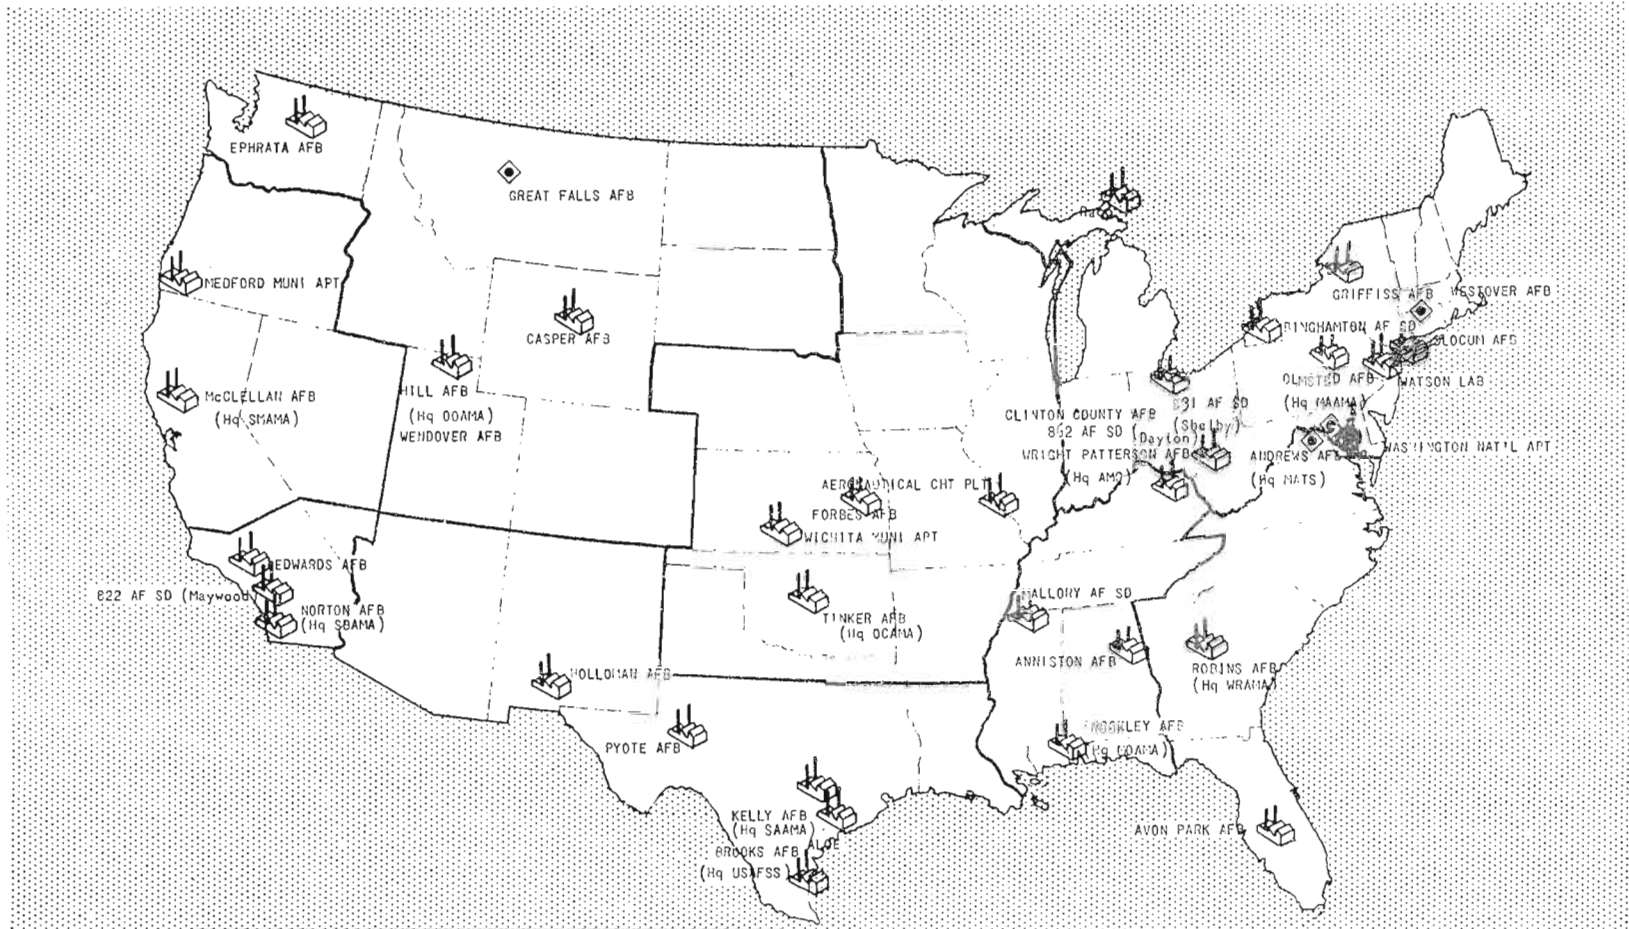 EPHRATA AFB
GREAT FALLS AFB
MEDFORD MUNI APT
GRIFFISS AFB
WESTOVER AFB
CASPER AFB
BINGHAMTON AF SD
SLOCUM AFB
HILL AFB
(Hq OOAMA)
WENDOVER AFB
McCLELLAN AFB
(Hq SMAMA)
OLMSTED AFB
(Hq MAAMA)
WATSON LAB
831 AF SD
(Shelby)
CLINTON COUNTY AFB
862 AF SD (Dayton)
WRIGHT PATTERSON AFB
(Hq AMC)
ANDREWS AFB
(Hq MATS)
WASHINGTON NAT'L APT
AERONAUTICAL CHT PLT
FORBES AFB
WICHITA MUNI APT
EDWARDS AFB
822 AF SD (Maywood)
NORTON AFB
(Hq SBAMA)
TINKER AFB
(Hq OCAMA)
MALLORY AF SD
ANNISTON AFB
ROBINS AFB
(Hq WRAMA)
HOLLOMAN AFB
PYOTE AFB
BROOKLEY AFB
(Hq MOAMA)
KELLY AFB
(Hq SAAMA)
ALOE
BROOKS AFB
(Hq USAFSS)
AVON PARK AFB